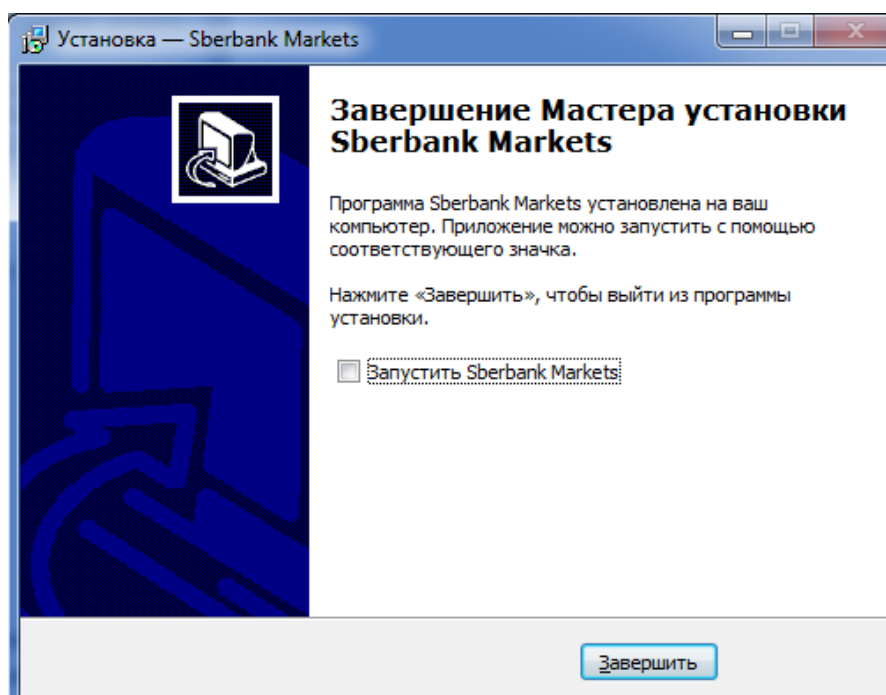 Установка — Sberbank Markets
Завершение Мастера установки
Sberbank Markets
Программа Sberbank Markets установлена на ваш
компьютер. Приложение можно запустить с помощью
соответствующего значка.
Нажмите «Завершить», чтобы выйти из программы
установки.
Запустить Sberbank Markets
Завершить